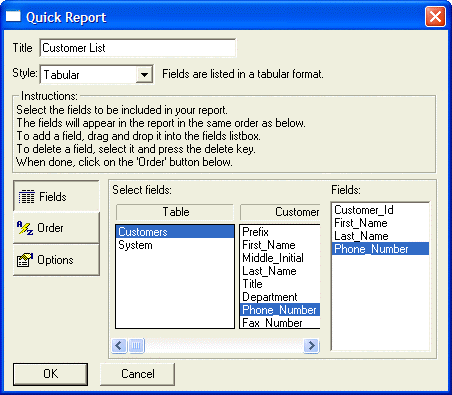 Quick Report
Title Customer List
Style: Tabular Fields are listed in a tabular format.
Instructions:
Select the fields to be included in your report.
The fields will appear in the report in the same order as below.
To add a field, drag and drop it into the fields listbox.
To delete a field, select it and press the delete key.
When done, click on the 'Order' button below.
Fields
Order
Options
Select fields:
Table
Customers
System
Customer
Prefix
First_Name
Middle_Initial
Last_Name
Title
Department
Phone_Number
Fax_Number
Fields:
Customer_Id
First_Name
Last_Name
Phone_Number
OK
Cancel